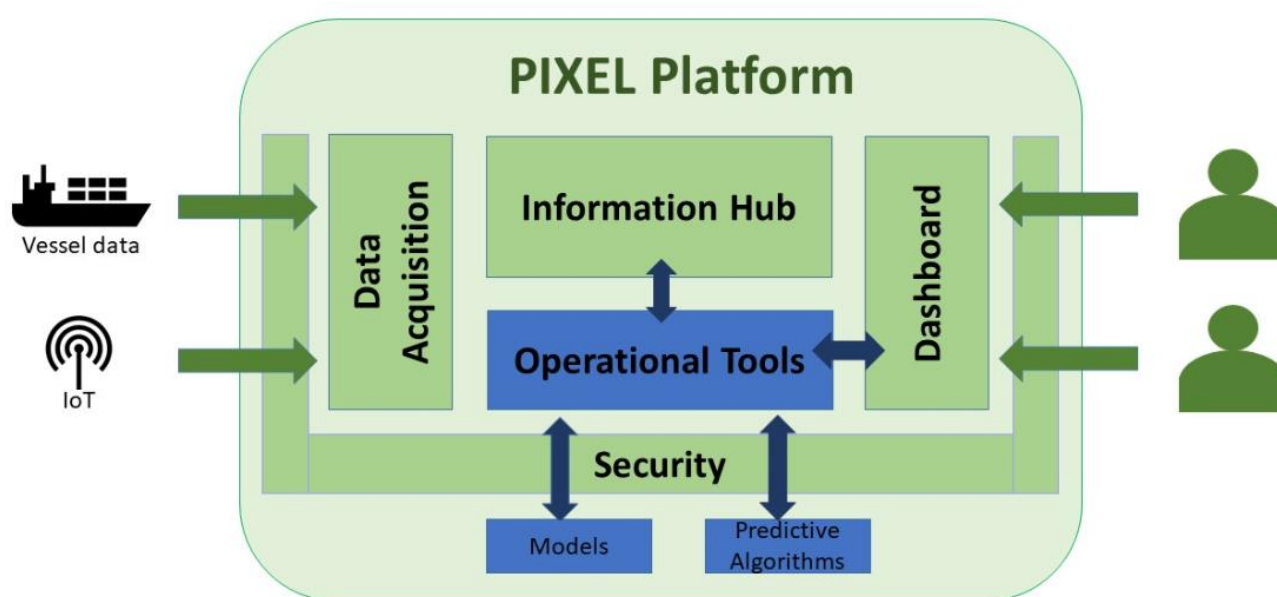 PIXEL Platform
Vessel data
IoT
Data
Acquisition
Information Hub
Operational Tools
Dashboard
Security
Models
Predictive
Algorithms